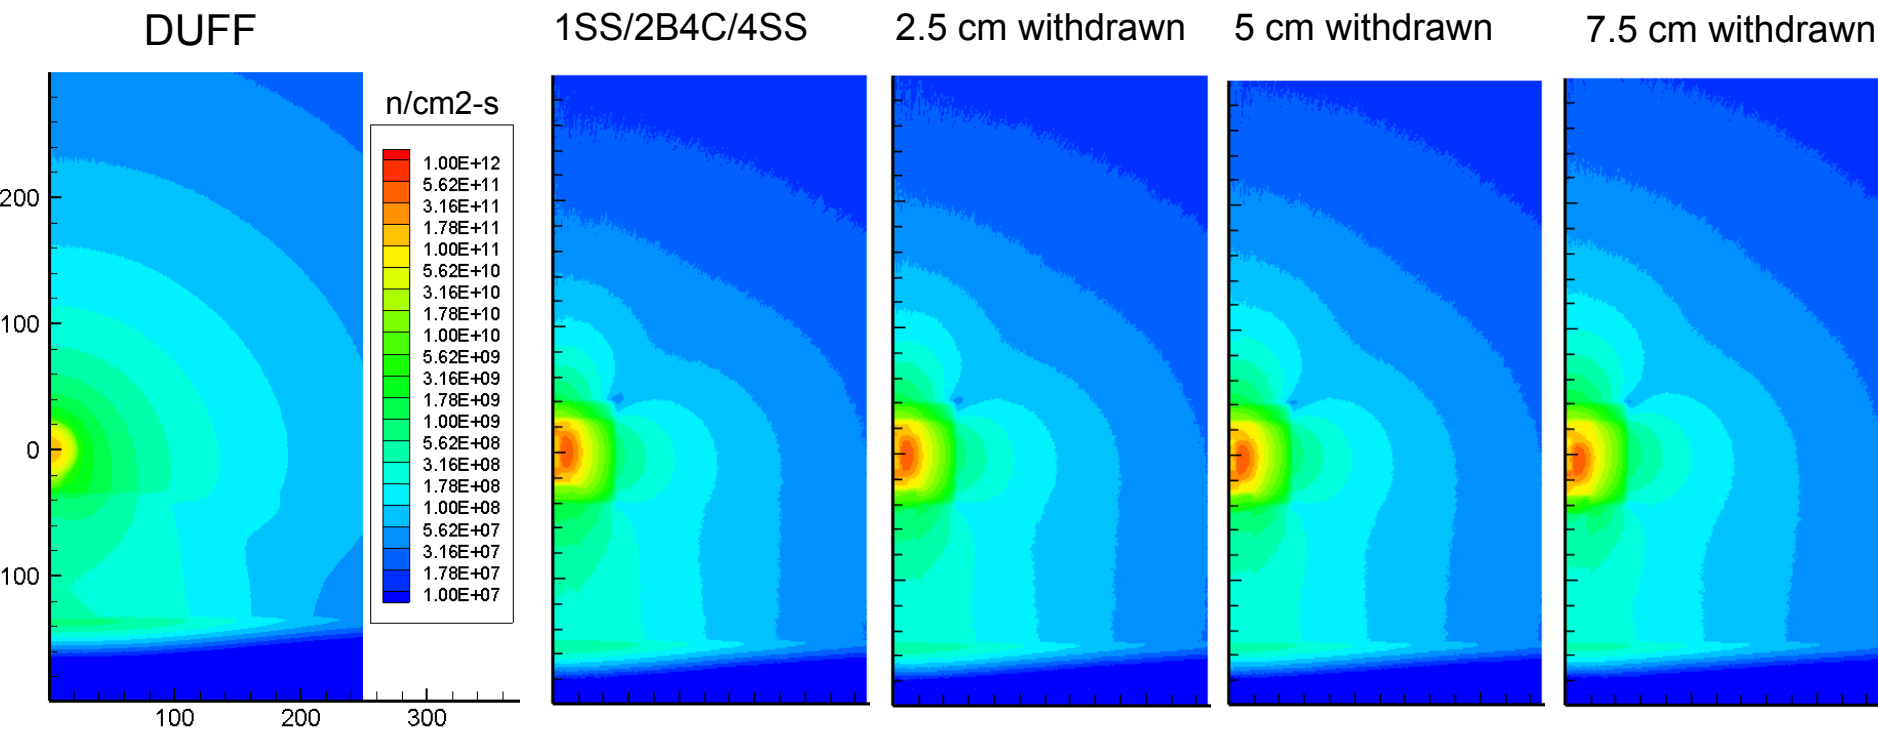 DUFF
1SS/2B4C/4SS
2.5 cm withdrawn
5 cm withdrawn
7.5 cm withdrawn
n/cm2-s
1.00E+12
5.62E+11
3.16E+11
1.78E+11
1.00E+11
5.62E+10
3.16E+10
1.78E+10
1.00E+10
5.62E+09
3.16E+09
1.78E+09
1.00E+09
5.62E+08
3.16E+08
1.78E+08
1.00E+08
5.62E+07
3.16E+07
1.78E+07
1.00E+07
200
100
0
100
100
200
300